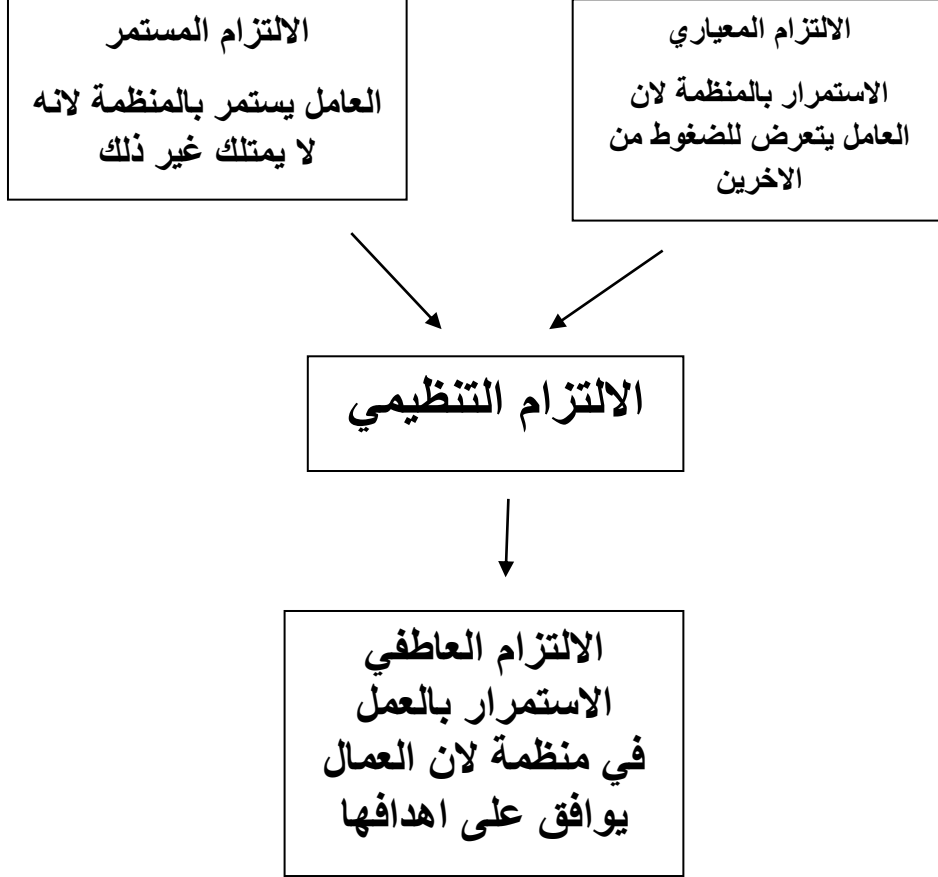 الالتزام المعياري
الاستمرار بالمنظمة لان
العامل يتعرض للضغوط من
الاخرين
الالتزام المستمر
العامل يستمر بالمنظمة لانه
لا يمتلك غير ذلك
الالتزام التنظيمي
الالتزام العاطفي
الاستمرار بالعمل
في منظمة لان العمال
يوافق على اهدافها